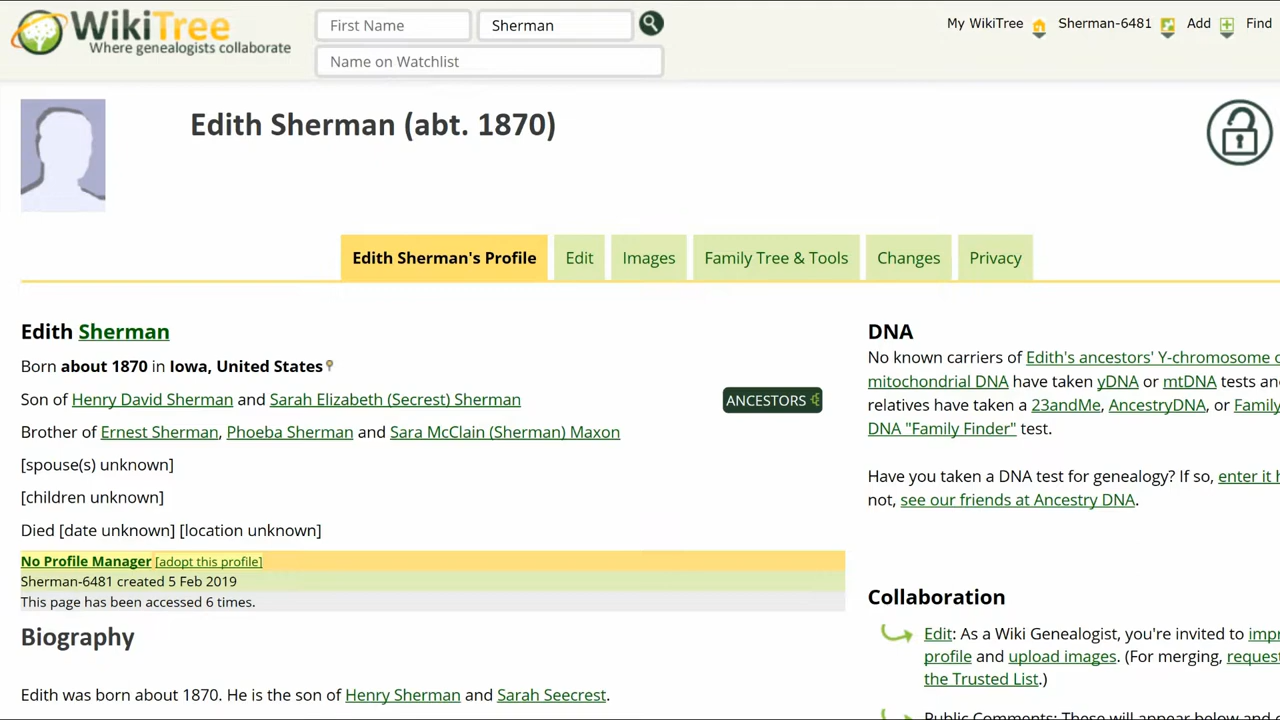 WikiTree
Where genealogists collaborate
First Name
Sherman
Name on Watchlist
My WikiTree Sherman-6481 Add Find
Edith Sherman (abt. 1870)
Edith Sherman's Profile Edit Images Family Tree & Tools Changes Privacy
Edith Sherman
Born about 1870 in Iowa, United States
Son of Henry David Sherman and Sarah Elizabeth (Secrest) Sherman
ANCESTORS
Brother of Ernest Sherman, Phoeba Sherman and Sara McClain (Sherman) Maxon
[spouse(s) unknown]
[children unknown]
Died [date unknown] [location unknown]
No Profile Manager [adopt this profile]
Sherman-6481 created 5 Feb 2019
This page has been accessed 6 times.
Biography
Edith was born about 1870. He is the son of Henry Sherman and Sarah Seecrest.
DNA
No known carriers of Edith's ancestors' Y-chromosome
mitochondrial DNA have taken yDNA or mtDNA tests
relatives have taken a 23andMe, AncestryDNA, or Family
DNA "Family Finder" test.
Have you taken a DNA test for genealogy? If so, enter it
not, see our friends at Ancestry DNA.
Collaboration
Edit: As a Wiki Genealogist, you're invited to
profile and upload images. (For merging, request
the Trusted List.)
Public Comments: These will appear below and